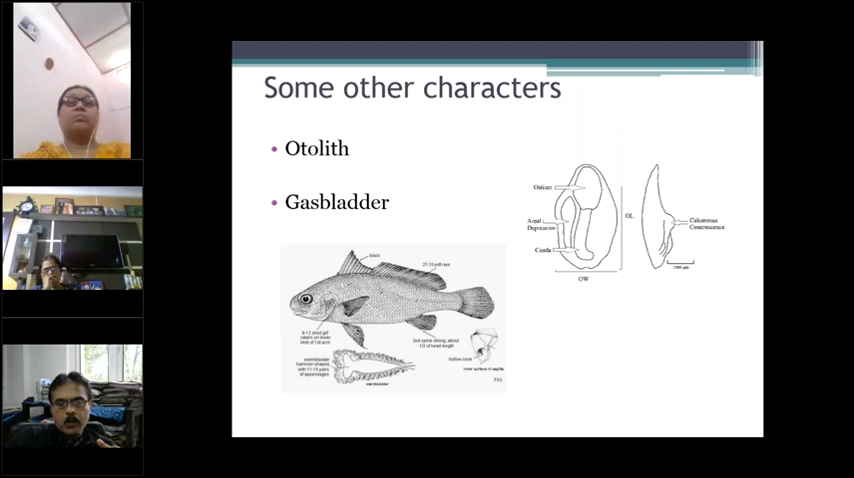 Some other characters
• Otolith
• Gasbladder
Ostium
Areal
Depression
Cauda
OL
OW
Calcareous
Concrescence
black
27-31 soft rays
8-12 short gill
rakers on lower
limb of 1st arch
2nd spine strong, about
1/2 of head length
swimbladder
hammer-shaped,
with 11-15 pairs
of appendages
swimbladder
hollow cone
inner surface of sagitta
FAO